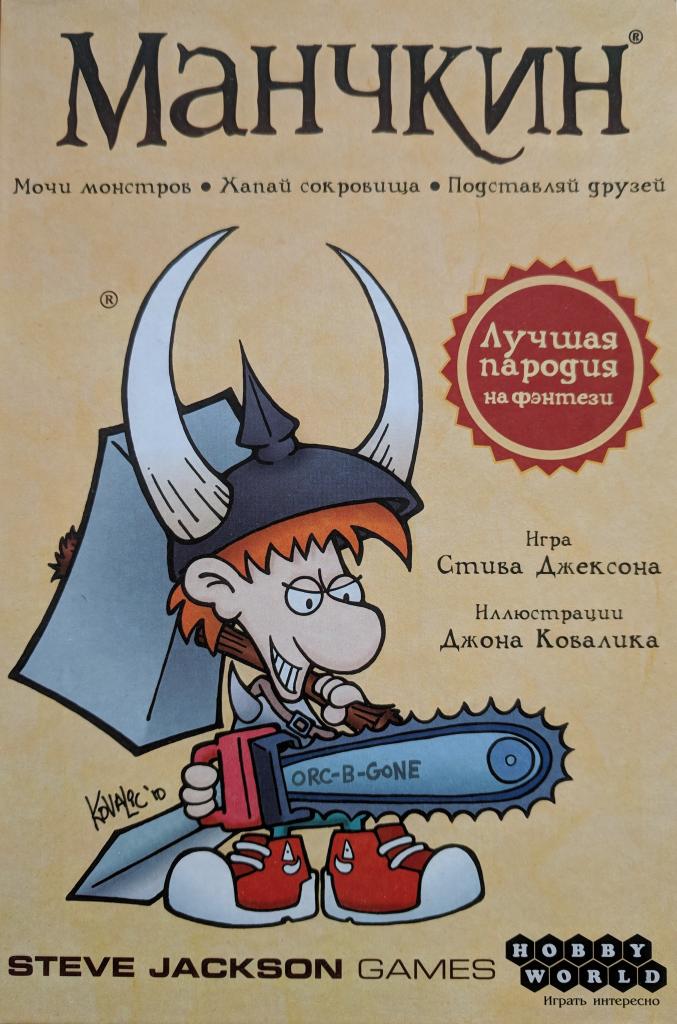 Манчкин®
Мочи монстров • Хапай сокровища • Подставляй друзей
®
Лучшая
пародия
на фэнтези
Игра
Стива Джексона
Иллюстрации
Джона Ковалика
ORC-B-GONE
KOVALIC '10
STEVE JACKSON GAMES
HOBBY
WORLD
Играть интересно